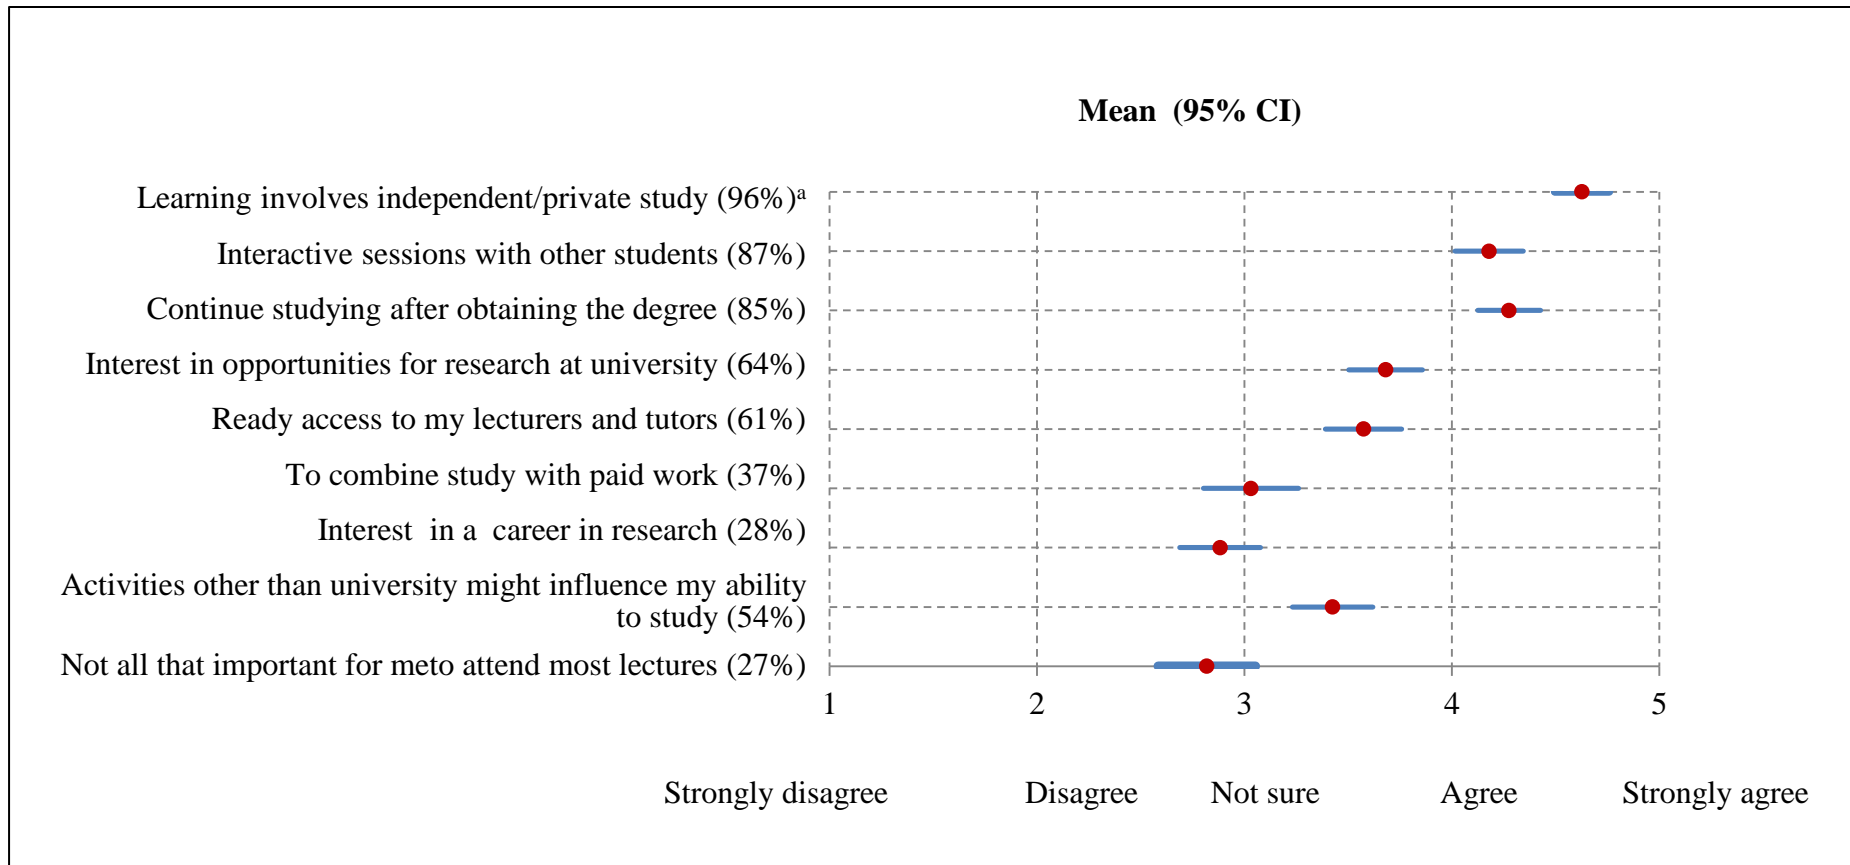 Mean  (95% CI)
Learning involves independent/private study (96%)ᵃ
Interactive sessions with other students (87%)
Continue studying after obtaining the degree (85%)
Interest in opportunities for research at university (64%)
Ready access to my lecturers and tutors (61%)
To combine study with paid work (37%)
Interest  in a  career in research (28%)
Activities other than university might influence my ability
to study (54%)
Not all that important for meto attend most lectures (27%)
1 2 3 4 5
Strongly disagree Disagree Not sure Agree Strongly agree